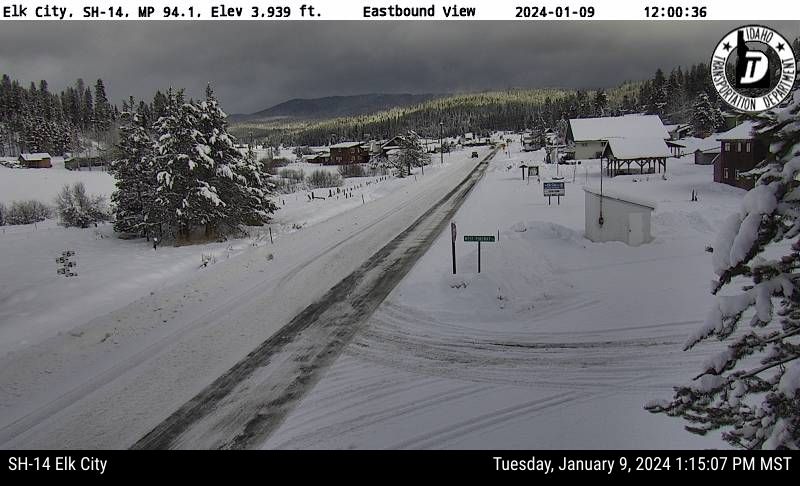 Elk City, SH-14, MP 94.1, Elev 3,939 ft. Eastbound View 2024-01-09 12:00:36
IDAHO
TRANSPORTATION DEPARTMENT
SH-14 Elk City
Tuesday, January 9, 2024 1:15:07 PM MST